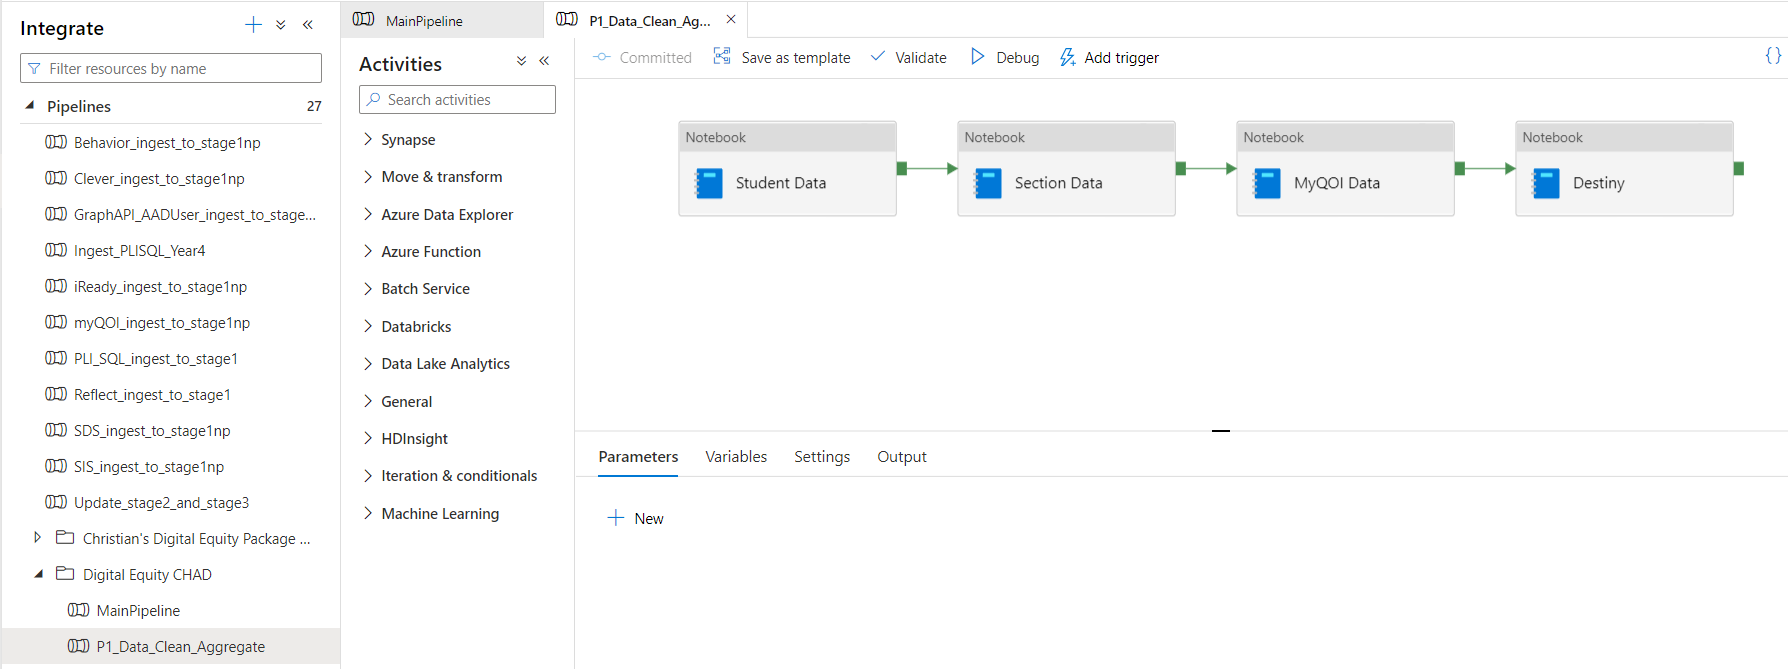 Integrate
Filter resources by name
Pipelines 27
Behavior_ingest_to_stage1np
Clever_ingest_to_stage1np
GraphAPI_AADUser_ingest_to_stage...
Ingest_PLISQL_Year4
iReady_ingest_to_stage1np
myQOI_ingest_to_stage1np
PLI_SQL_ingest_to_stage1
Reflect_ingest_to_stage1
SDS_ingest_to_stage1np
SIS_ingest_to_stage1np
Update_stage2_and_stage3
Christian's Digital Equity Package ...
Digital Equity CHAD
MainPipeline
P1_Data_Clean_Aggregate
MainPipeline
P1_Data_Clean_Ag...
Activities
Search activities
Synapse
Move & transform
Azure Data Explorer
Azure Function
Batch Service
Databricks
Data Lake Analytics
General
HDInsight
Iteration & conditionals
Machine Learning
Committed Save as template Validate Debug Add trigger {}
Notebook
Student Data
Notebook
Section Data
Notebook
MyQOI Data
Notebook
Destiny
Parameters Variables Settings Output
New